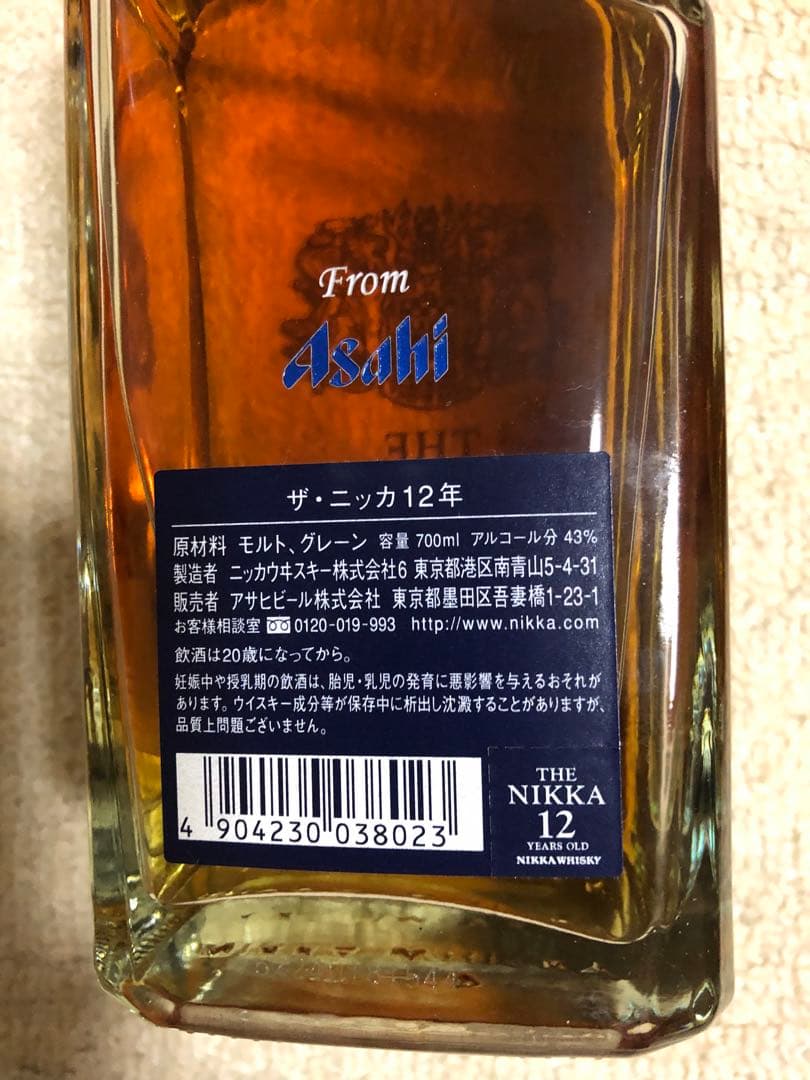 From
Asahi
THE
ザ・ニッカ12年
原材料 モルト、グレーン 容量 700ml アルコール分 43%
製造者 ニッカウヰスキー株式会社6 東京都港区南青山5-4-31
販売者 アサヒビール株式会社 東京都墨田区吾妻橋1-23-1
お客様相談室 0120-019-993 http://www.nikka.com
飲酒は20歳になってから。
妊娠中や授乳期の飲酒は、胎児・乳児の発育に悪影響を与えるおそれが
あります。ウイスキー成分等が保存中に析出し沈澱することがありますが、
品質上問題ございません。
4 904230 038023
THE
NIKKA
12
YEARS OLD
NIKKA WHISKY